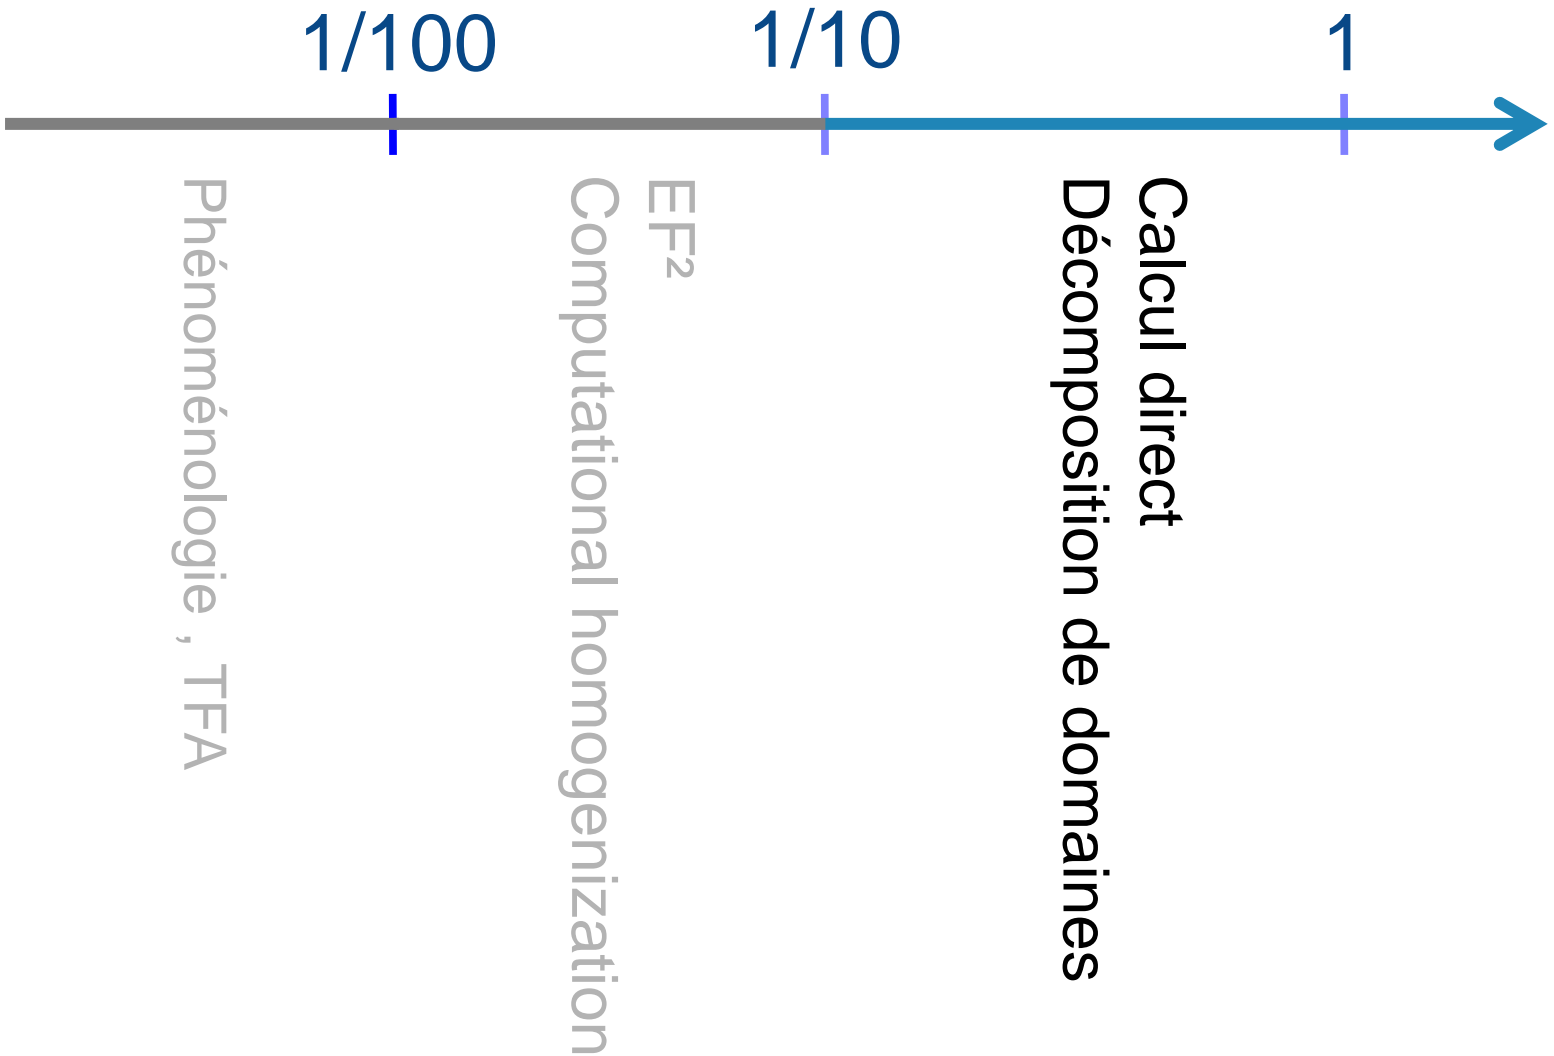 1/100
1/10
1
Phénoménologie , TFA
EF²
Computational homogenization
Calcul direct
Décomposition de domaines